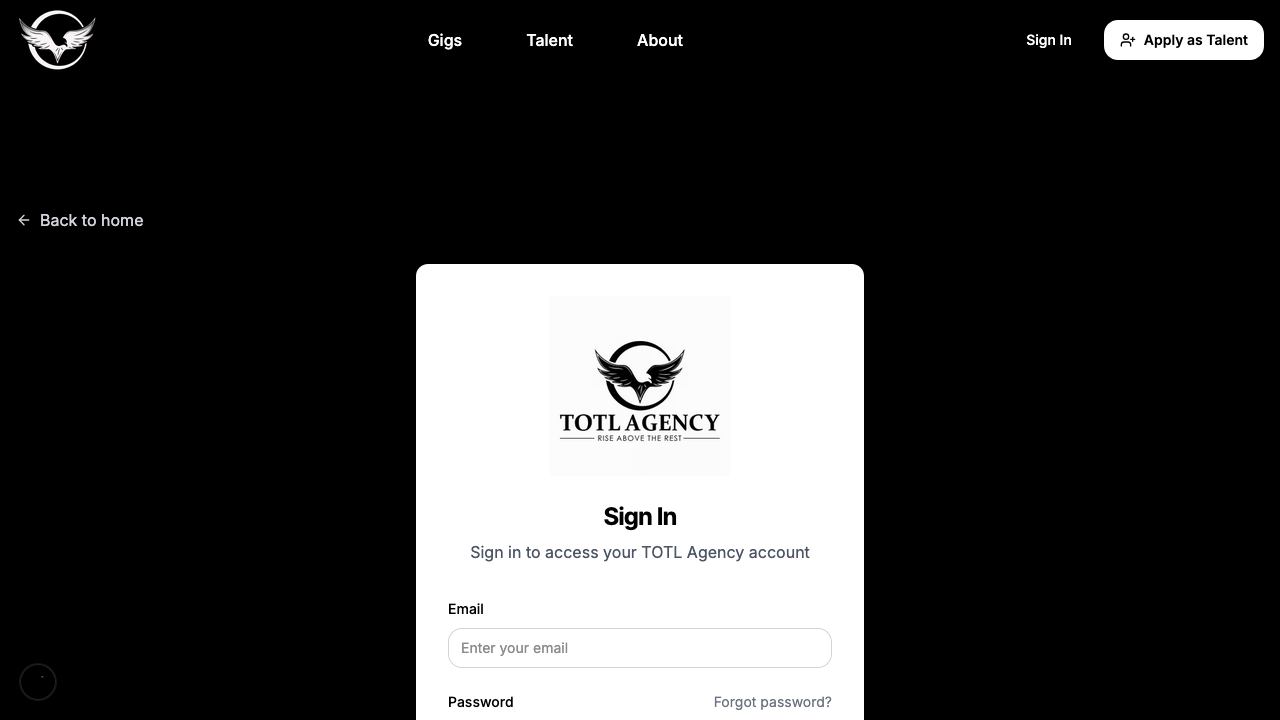 Gigs Talent About Sign In Apply as Talent
Back to home
TOTL AGENCY
RISE ABOVE THE REST
Sign In
Sign in to access your TOTL Agency account
Email
Enter your email
Password Forgot password?